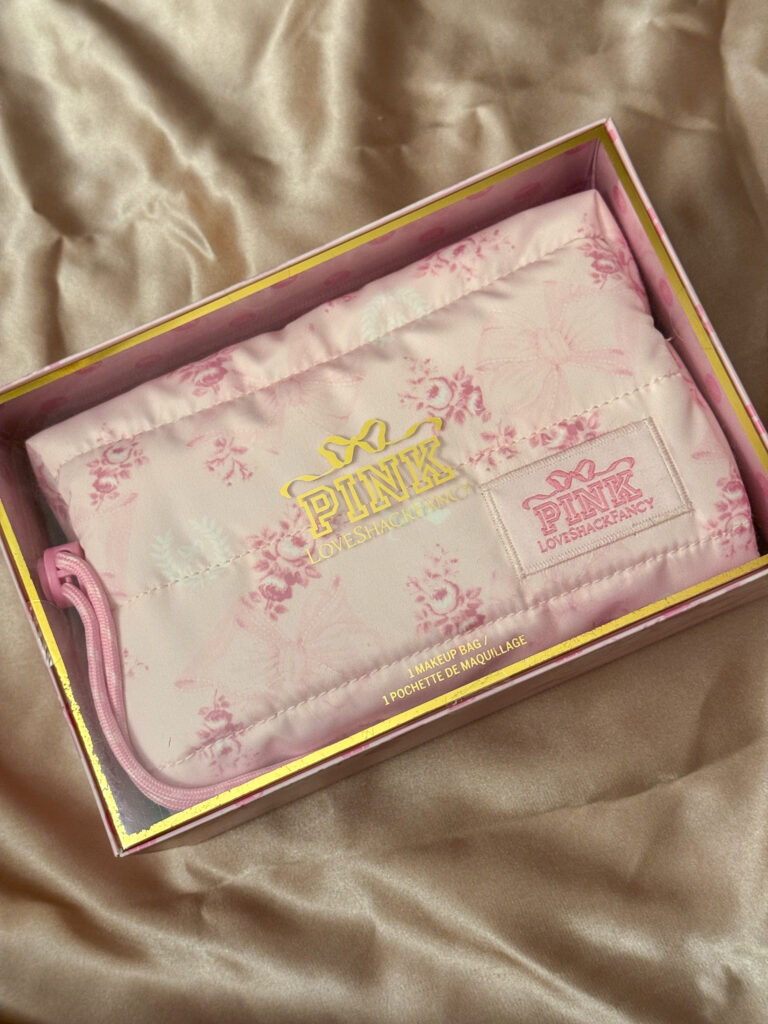 PINK
LOVESHACKFANCY
PINK
LOVESHACKFANCY
1 MAKEUP BAG /
1 POCHETTE DE MAQUILLAGE